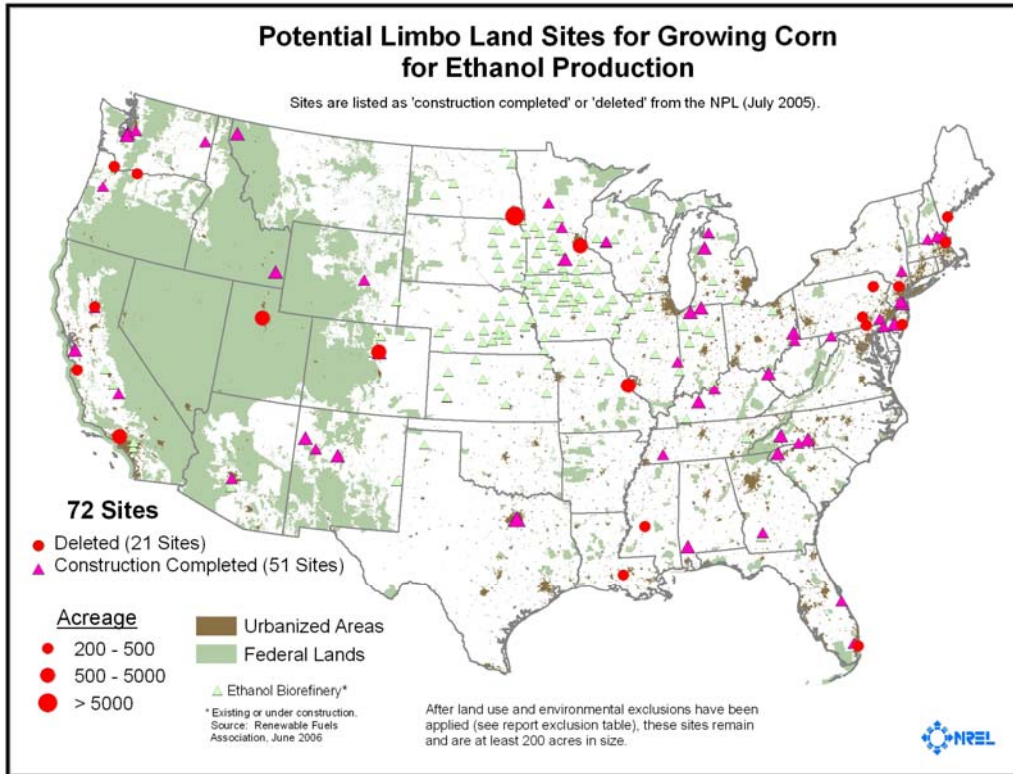 Potential Limbo Land Sites for Growing Corn
for Ethanol Production
Sites are listed as 'construction completed' or 'deleted' from the NPL (July 2005).
72 Sites
Deleted (21 Sites)
Construction Completed (51 Sites)
Acreage
200 - 500
500 - 5000
> 5000
Urbanized Areas
Federal Lands
Ethanol Biorefinery*
* Existing or under construction.
Source: Renewable Fuels
Association, June 2006
After land use and environmental exclusions have been
applied (see report exclusion table), these sites remain
and are at least 200 acres in size.
NREL